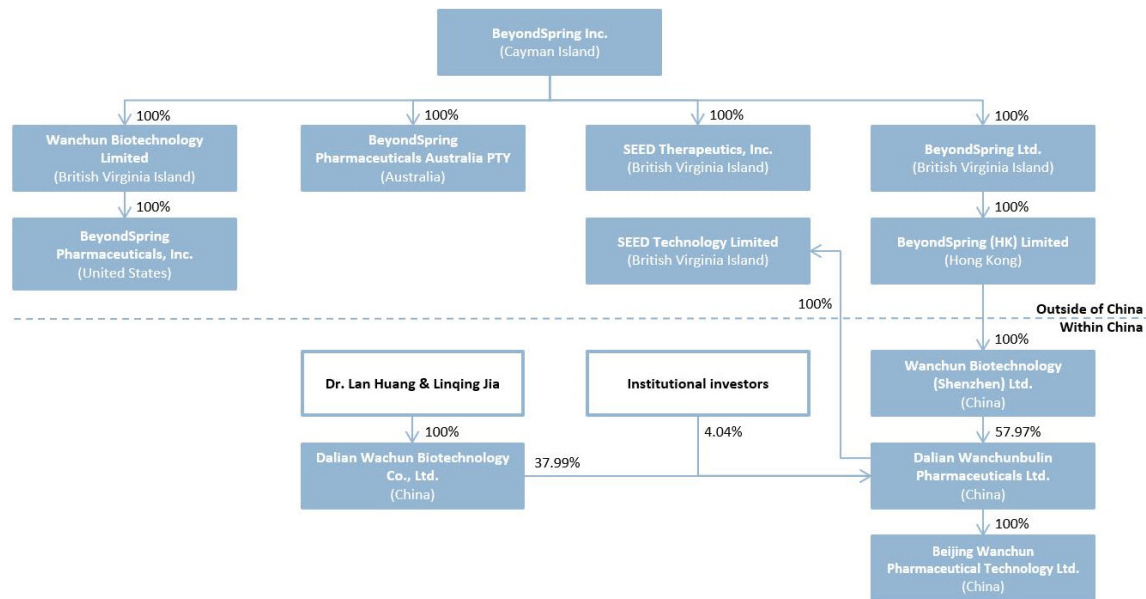 BeyondSpring Inc.
(Cayman Island)
100%
100%
100%
100%
Wanchun Biotechnology
Limited
(British Virginia Island)
BeyondSpring
Pharmaceuticals Australia PTY
(Australia)
SEED Therapeutics, Inc.
(British Virginia Island)
BeyondSpring Ltd.
(British Virginia Island)
100%
100%
BeyondSpring
Pharmaceuticals, Inc.
(United States)
SEED Technology Limited
(British Virginia Island)
BeyondSpring (HK) Limited
(Hong Kong)
100%
Outside of China
Within China
100%
Dr. Lan Huang & Linqing Jia
Institutional investors
Wanchun Biotechnology
(Shenzhen) Ltd.
(China)
100%
4.04%
57.97%
Dalian Wachun Biotechnology
Co., Ltd.
(China)
37.99%
Dalian Wanchunbulin
Pharmaceuticals Ltd.
(China)
100%
Beijing Wanchun
Pharmaceutical Technology Ltd.
(China)